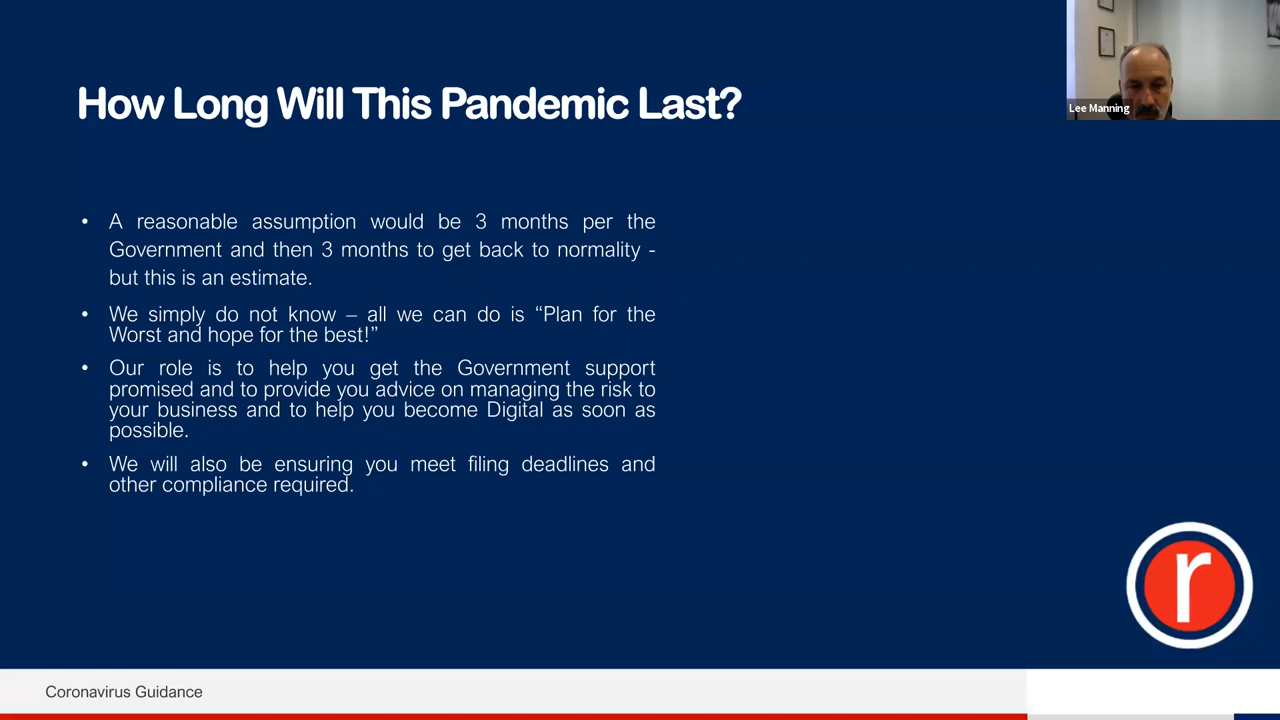 How Long Will This Pandemic Last?
Lee Manning
• A reasonable assumption would be 3 months per the
Government and then 3 months to get back to normality -
but this is an estimate.
• We simply do not know – all we can do is “Plan for the
Worst and hope for the best!”
• Our role is to help you get the Government support
promised and to provide you advice on managing the risk to
your business and to help you become Digital as soon as
possible.
• We will also be ensuring you meet filing deadlines and
other compliance required.
r
Coronavirus Guidance